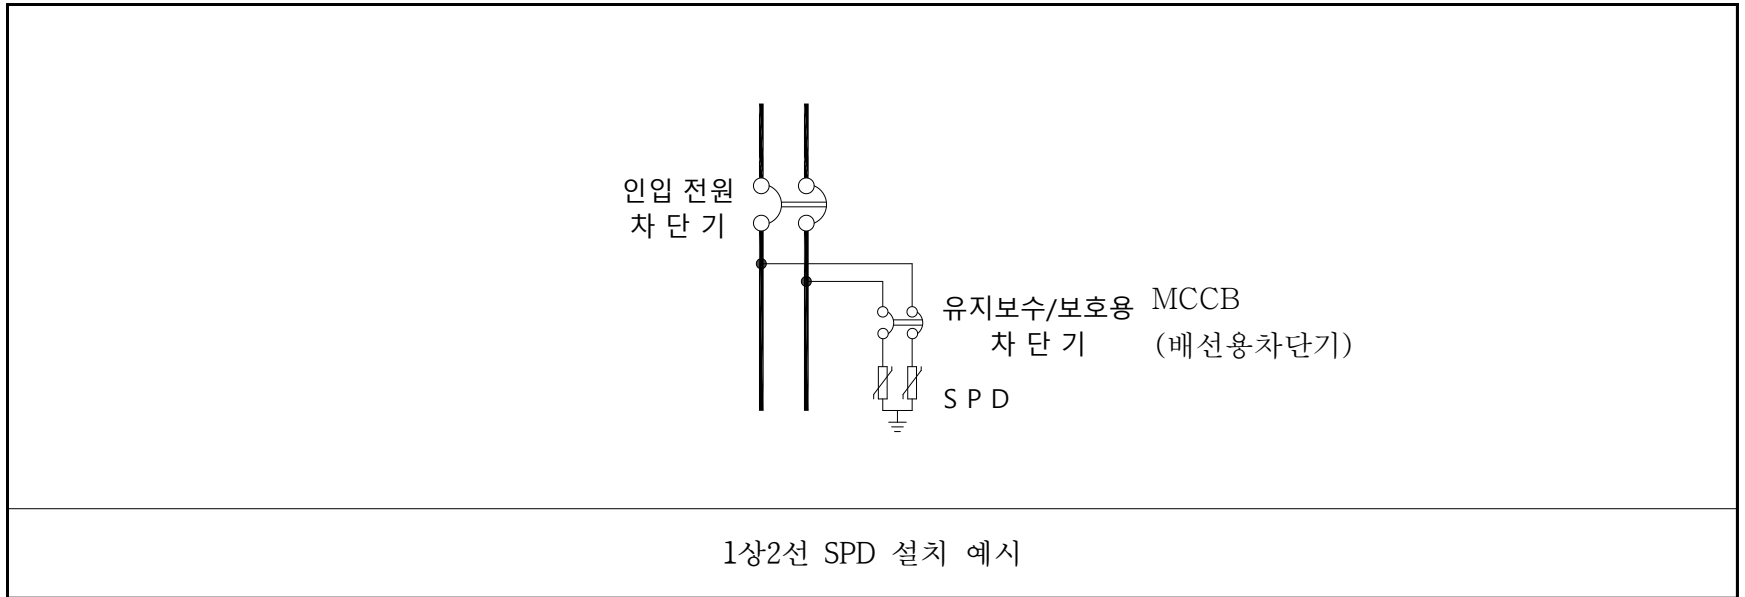 인입 전원
차 단 기
유지보수/보호용 MCCB
차 단 기 (배선용차단기)
S P D
1상2선 SPD 설치 예시